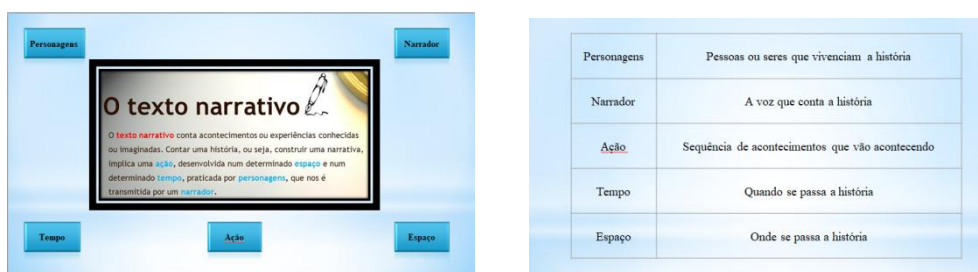 Personagens
Narrador
O texto narrativo
O texto narrativo conta acontecimentos ou experiências conhecidas
ou imaginadas. Contar uma história, ou seja, construir uma narrativa,
implica uma ação, desenvolvida num determinado espaço e num
determinado tempo, praticada por personagens, que nos é
transmitida por um narrador.
Tempo
Ação
Espaço
Personagens Pessoas ou seres que vivenciam a história
Narrador A voz que conta a história
Ação Sequência de acontecimentos que vão acontecendo
Tempo Quando se passa a história
Espaço Onde se passa a história